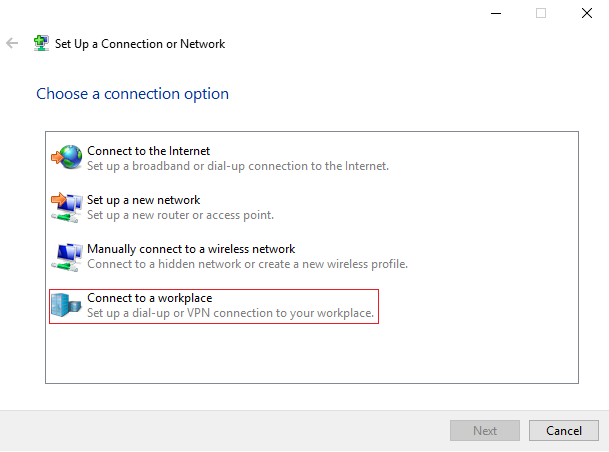 Set Up a Connection or Network
Choose a connection option
Connect to the Internet
Set up a broadband or dial-up connection to the Internet.
Set up a new network
Set up a new router or access point.
Manually connect to a wireless network
Connect to a hidden network or create a new wireless profile.
Connect to a workplace
Set up a dial-up or VPN connection to your workplace.
Next
Cancel